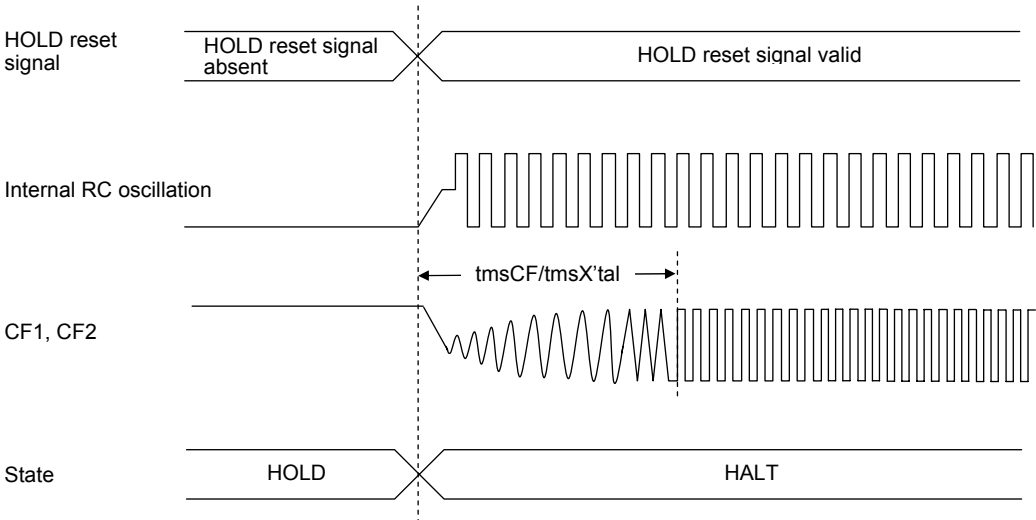 HOLD reset
signal
HOLD reset signal
absent
HOLD reset signal valid
Internal RC oscillation
tmsCF/tmsX'tal
CF1, CF2
State
HOLD
HALT